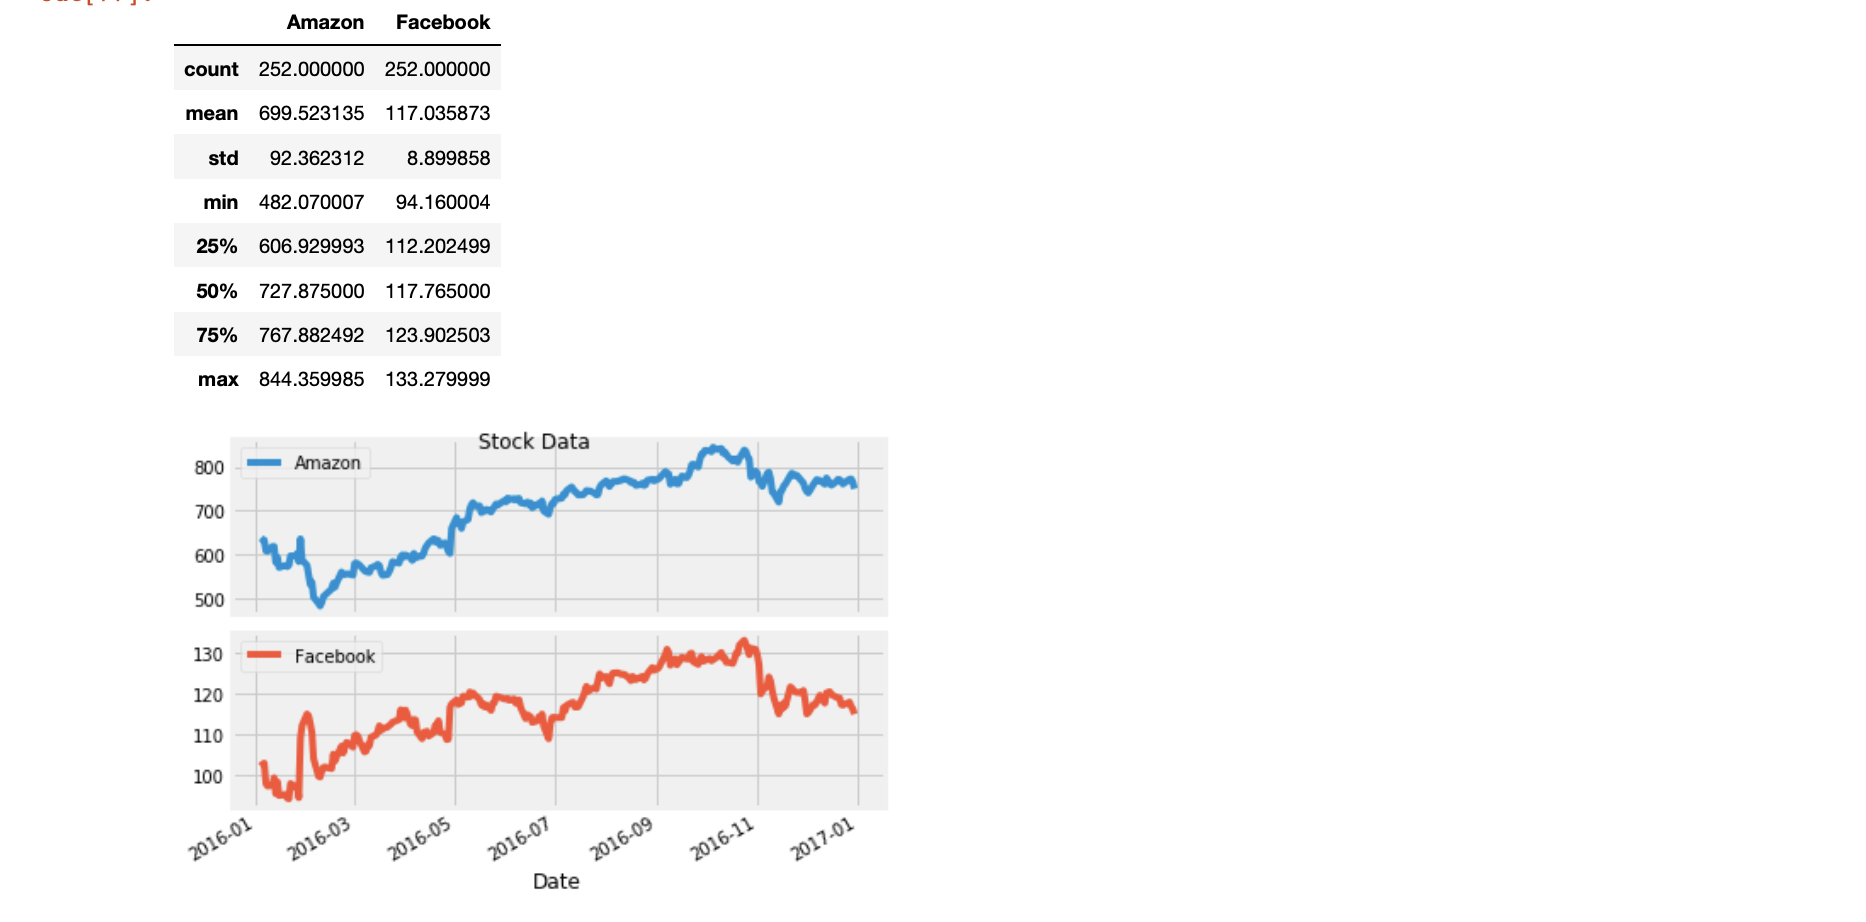 Amazon Facebook
count 252.000000 252.000000
mean 699.523135 117.035873
std 92.362312 8.899858
min 482.070007 94.160004
25% 606.929993 112.202499
50% 727.875000 117.765000
75% 767.882492 123.902503
max 844.359985 133.279999
Stock Data
Amazon
800
700
600
500
Facebook
130
120
110
100
2016-01 2016-03 2016-05 2016-07 2016-09 2016-11 2017-01
Date